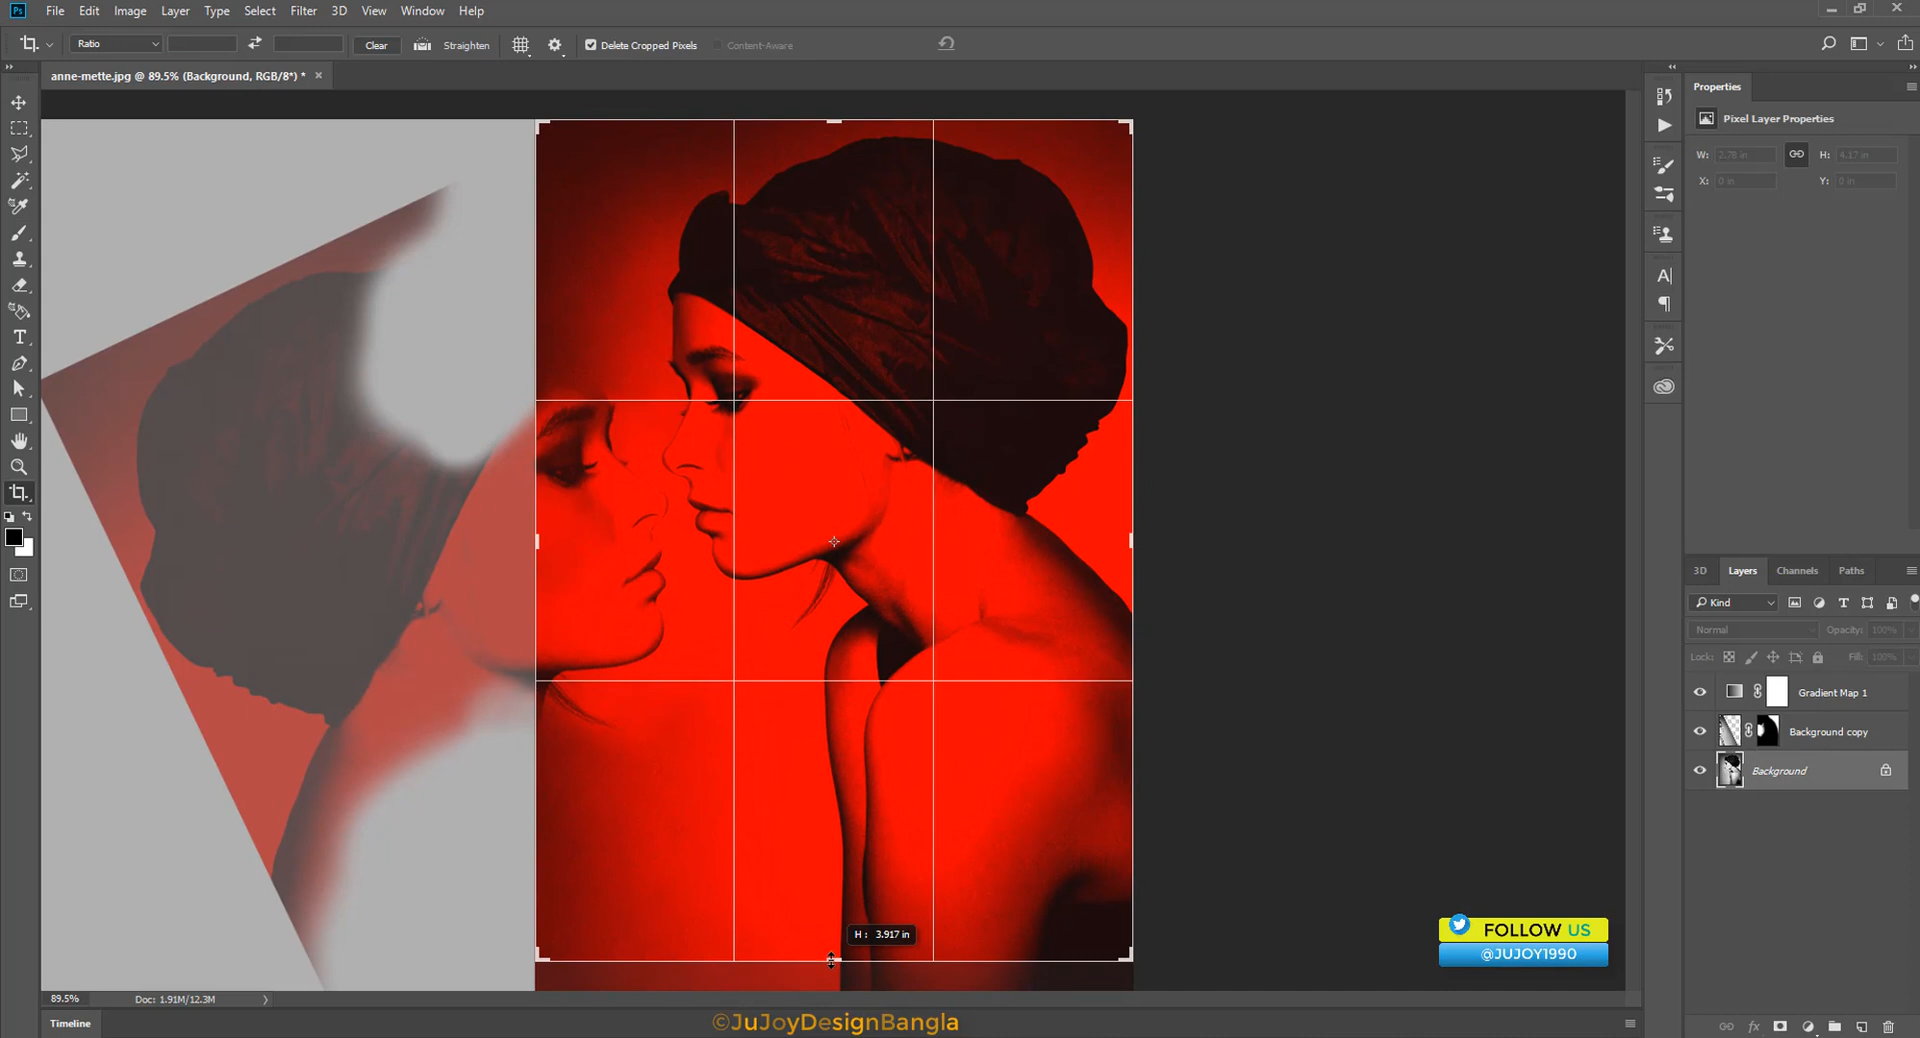 Ps File Edit Image Layer Type Select Filter 3D View Window Help
Ratio Clear Straighten Delete Cropped Pixels Content-Aware
anne-mette.jpg @ 89.5% (Background, RGB/8*) * ×
Properties
Pixel Layer Properties
W: 2.78 in H: 4.17 in
X: 0 in Y: 0 in
3D Layers Channels Paths
Kind
Normal Opacity: 100%
Lock: Fill: 100%
Gradient Map 1
Background copy
Background
H : 3.917 in
FOLLOW US
@JUJOY1990
89.5% Doc: 1.91M/12.3M
Timeline
©JuJoyDesignBangla